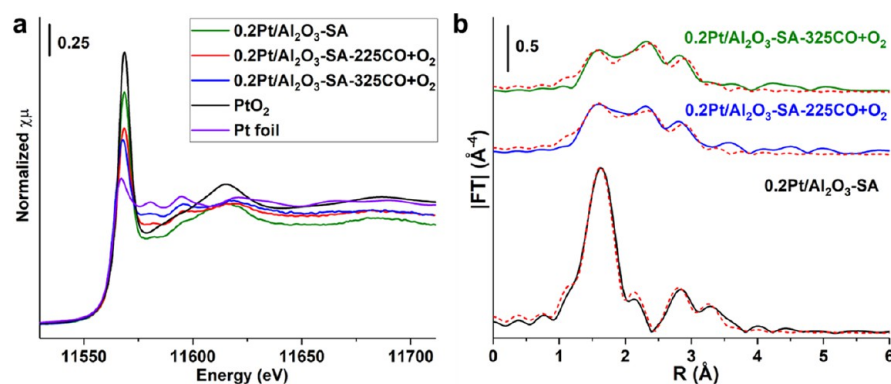 a
0.25
0.2Pt/Al₂O₃-SA
0.2Pt/Al₂O₃-SA-225CO+O₂
0.2Pt/Al₂O₃-SA-325CO+O₂
PtO₂
Pt foil
Normalized χμ
11550
11600
11650
11700
Energy (eV)
b
0.5
0.2Pt/Al₂O₃-SA-325CO+O₂
0.2Pt/Al₂O₃-SA-225CO+O₂
0.2Pt/Al₂O₃-SA
|FT| (Å⁻⁴)
0
1
2
3
4
5
6
R (Å)